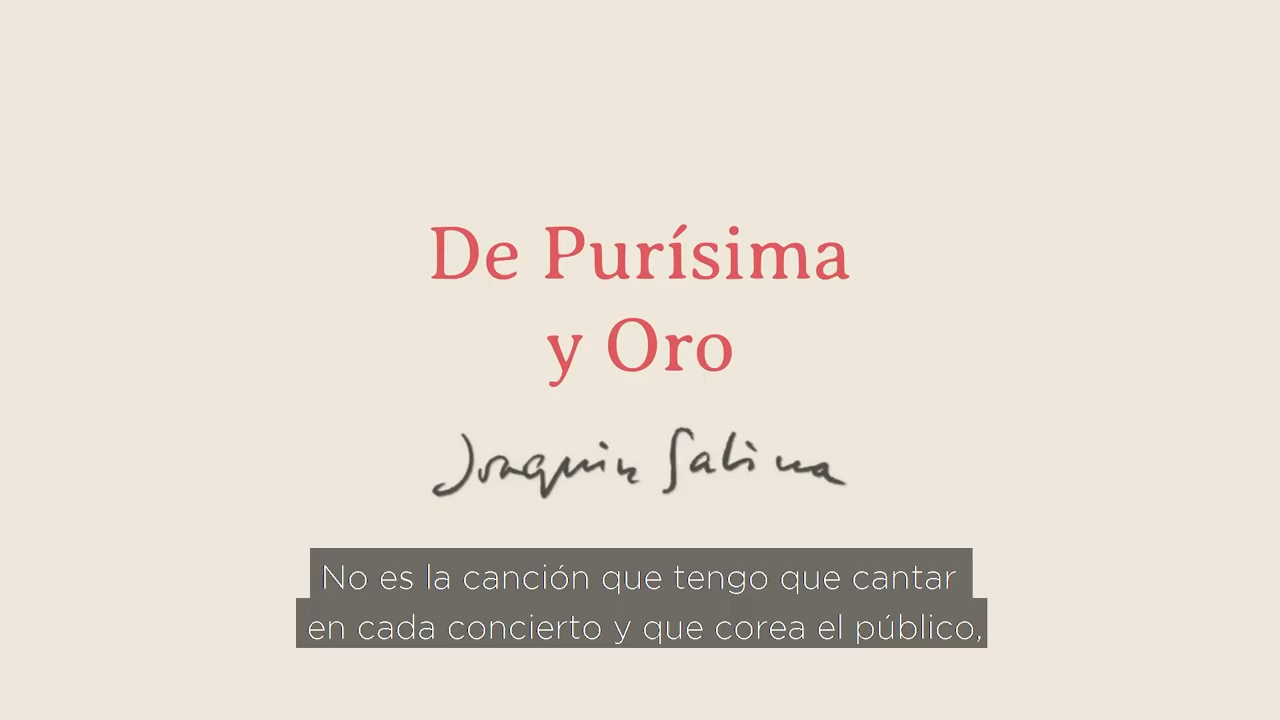 De Purísima
y Oro
Joaquín Sabina
No es la canción que tengo que cantar
en cada concierto y que corea el público,